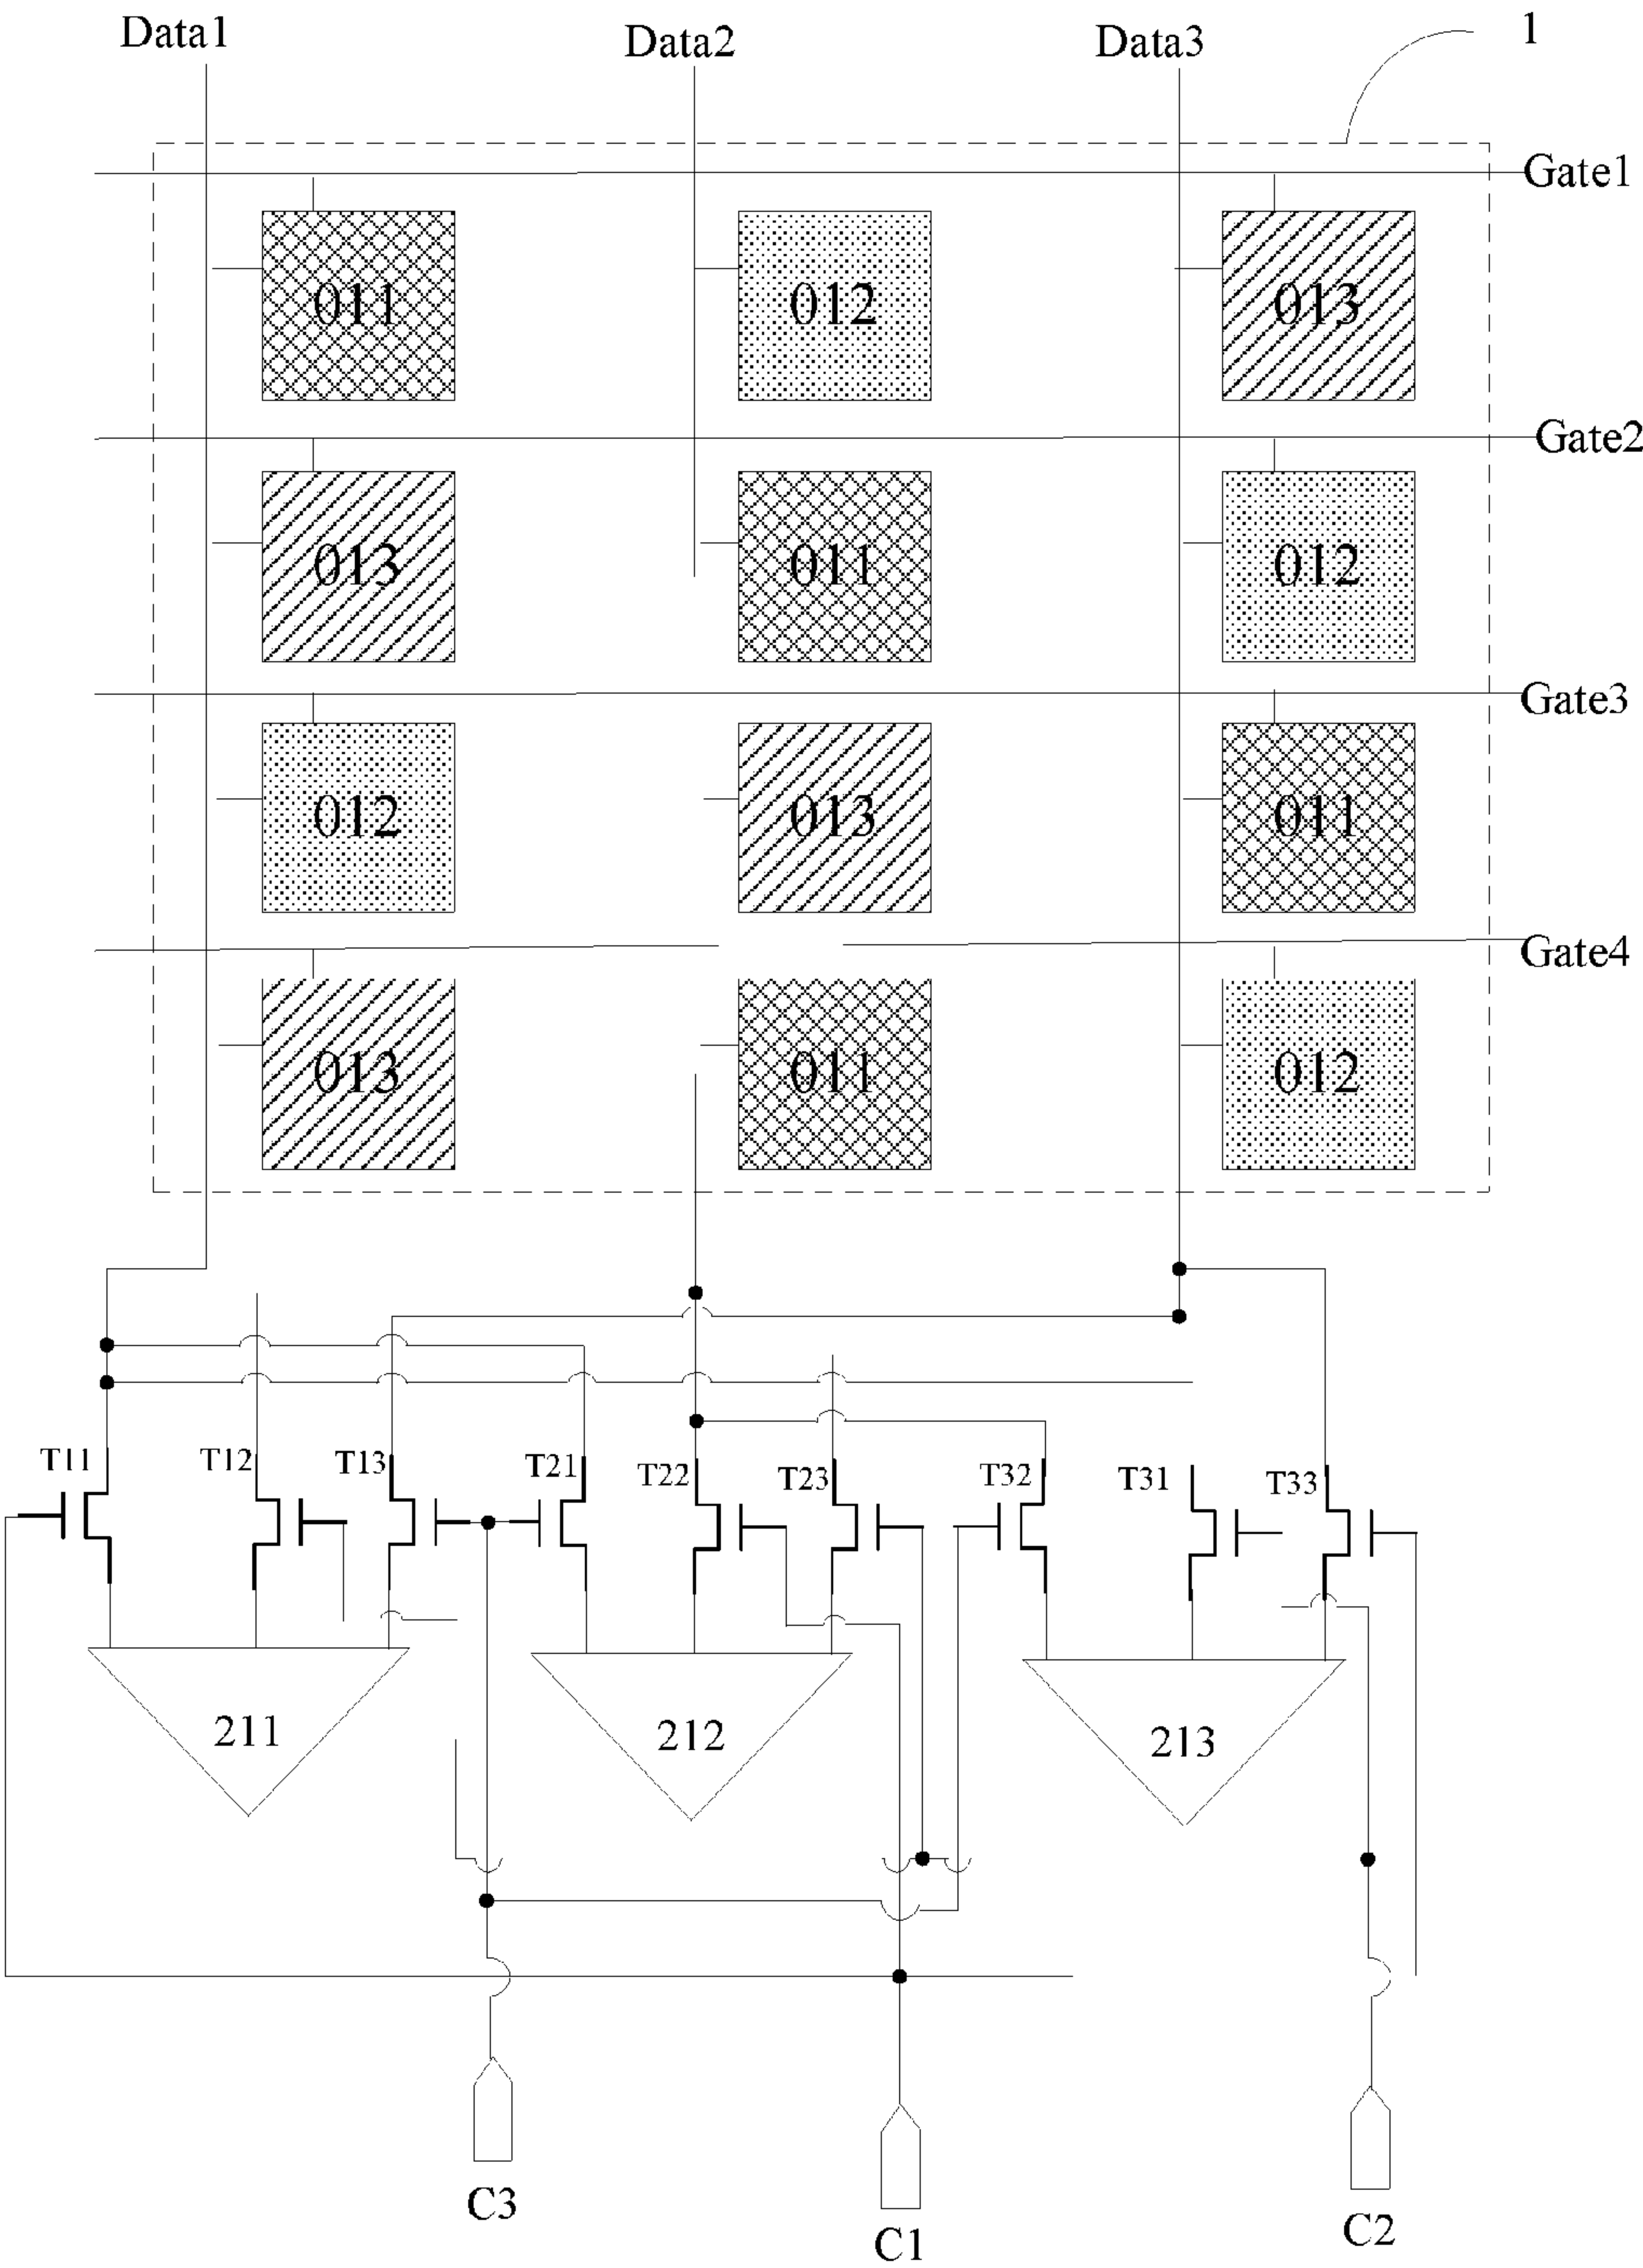 Data1 Data2 Data3 1
Gate1
011 012 013
Gate2
013 011 012
Gate3
012 013 011
Gate4
013 011 012
T11 T12 T13 T21 T22 T23 T32 T31 T33
211 212 213
C3 C1 C2